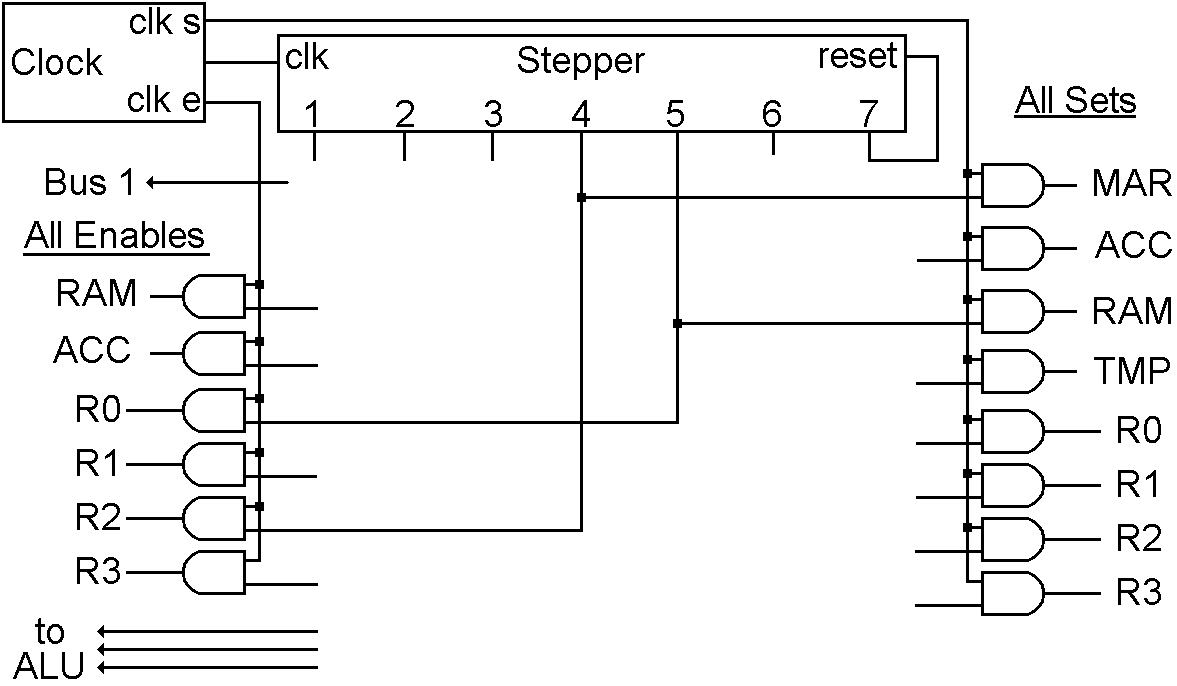 clk s
Clock
clk e
clk Stepper reset
1 2 3 4 5 6 7
All Sets
Bus 1
All Enables
RAM
ACC
R0
R1
R2
R3
to
ALU
MAR
ACC
RAM
TMP
R0
R1
R2
R3